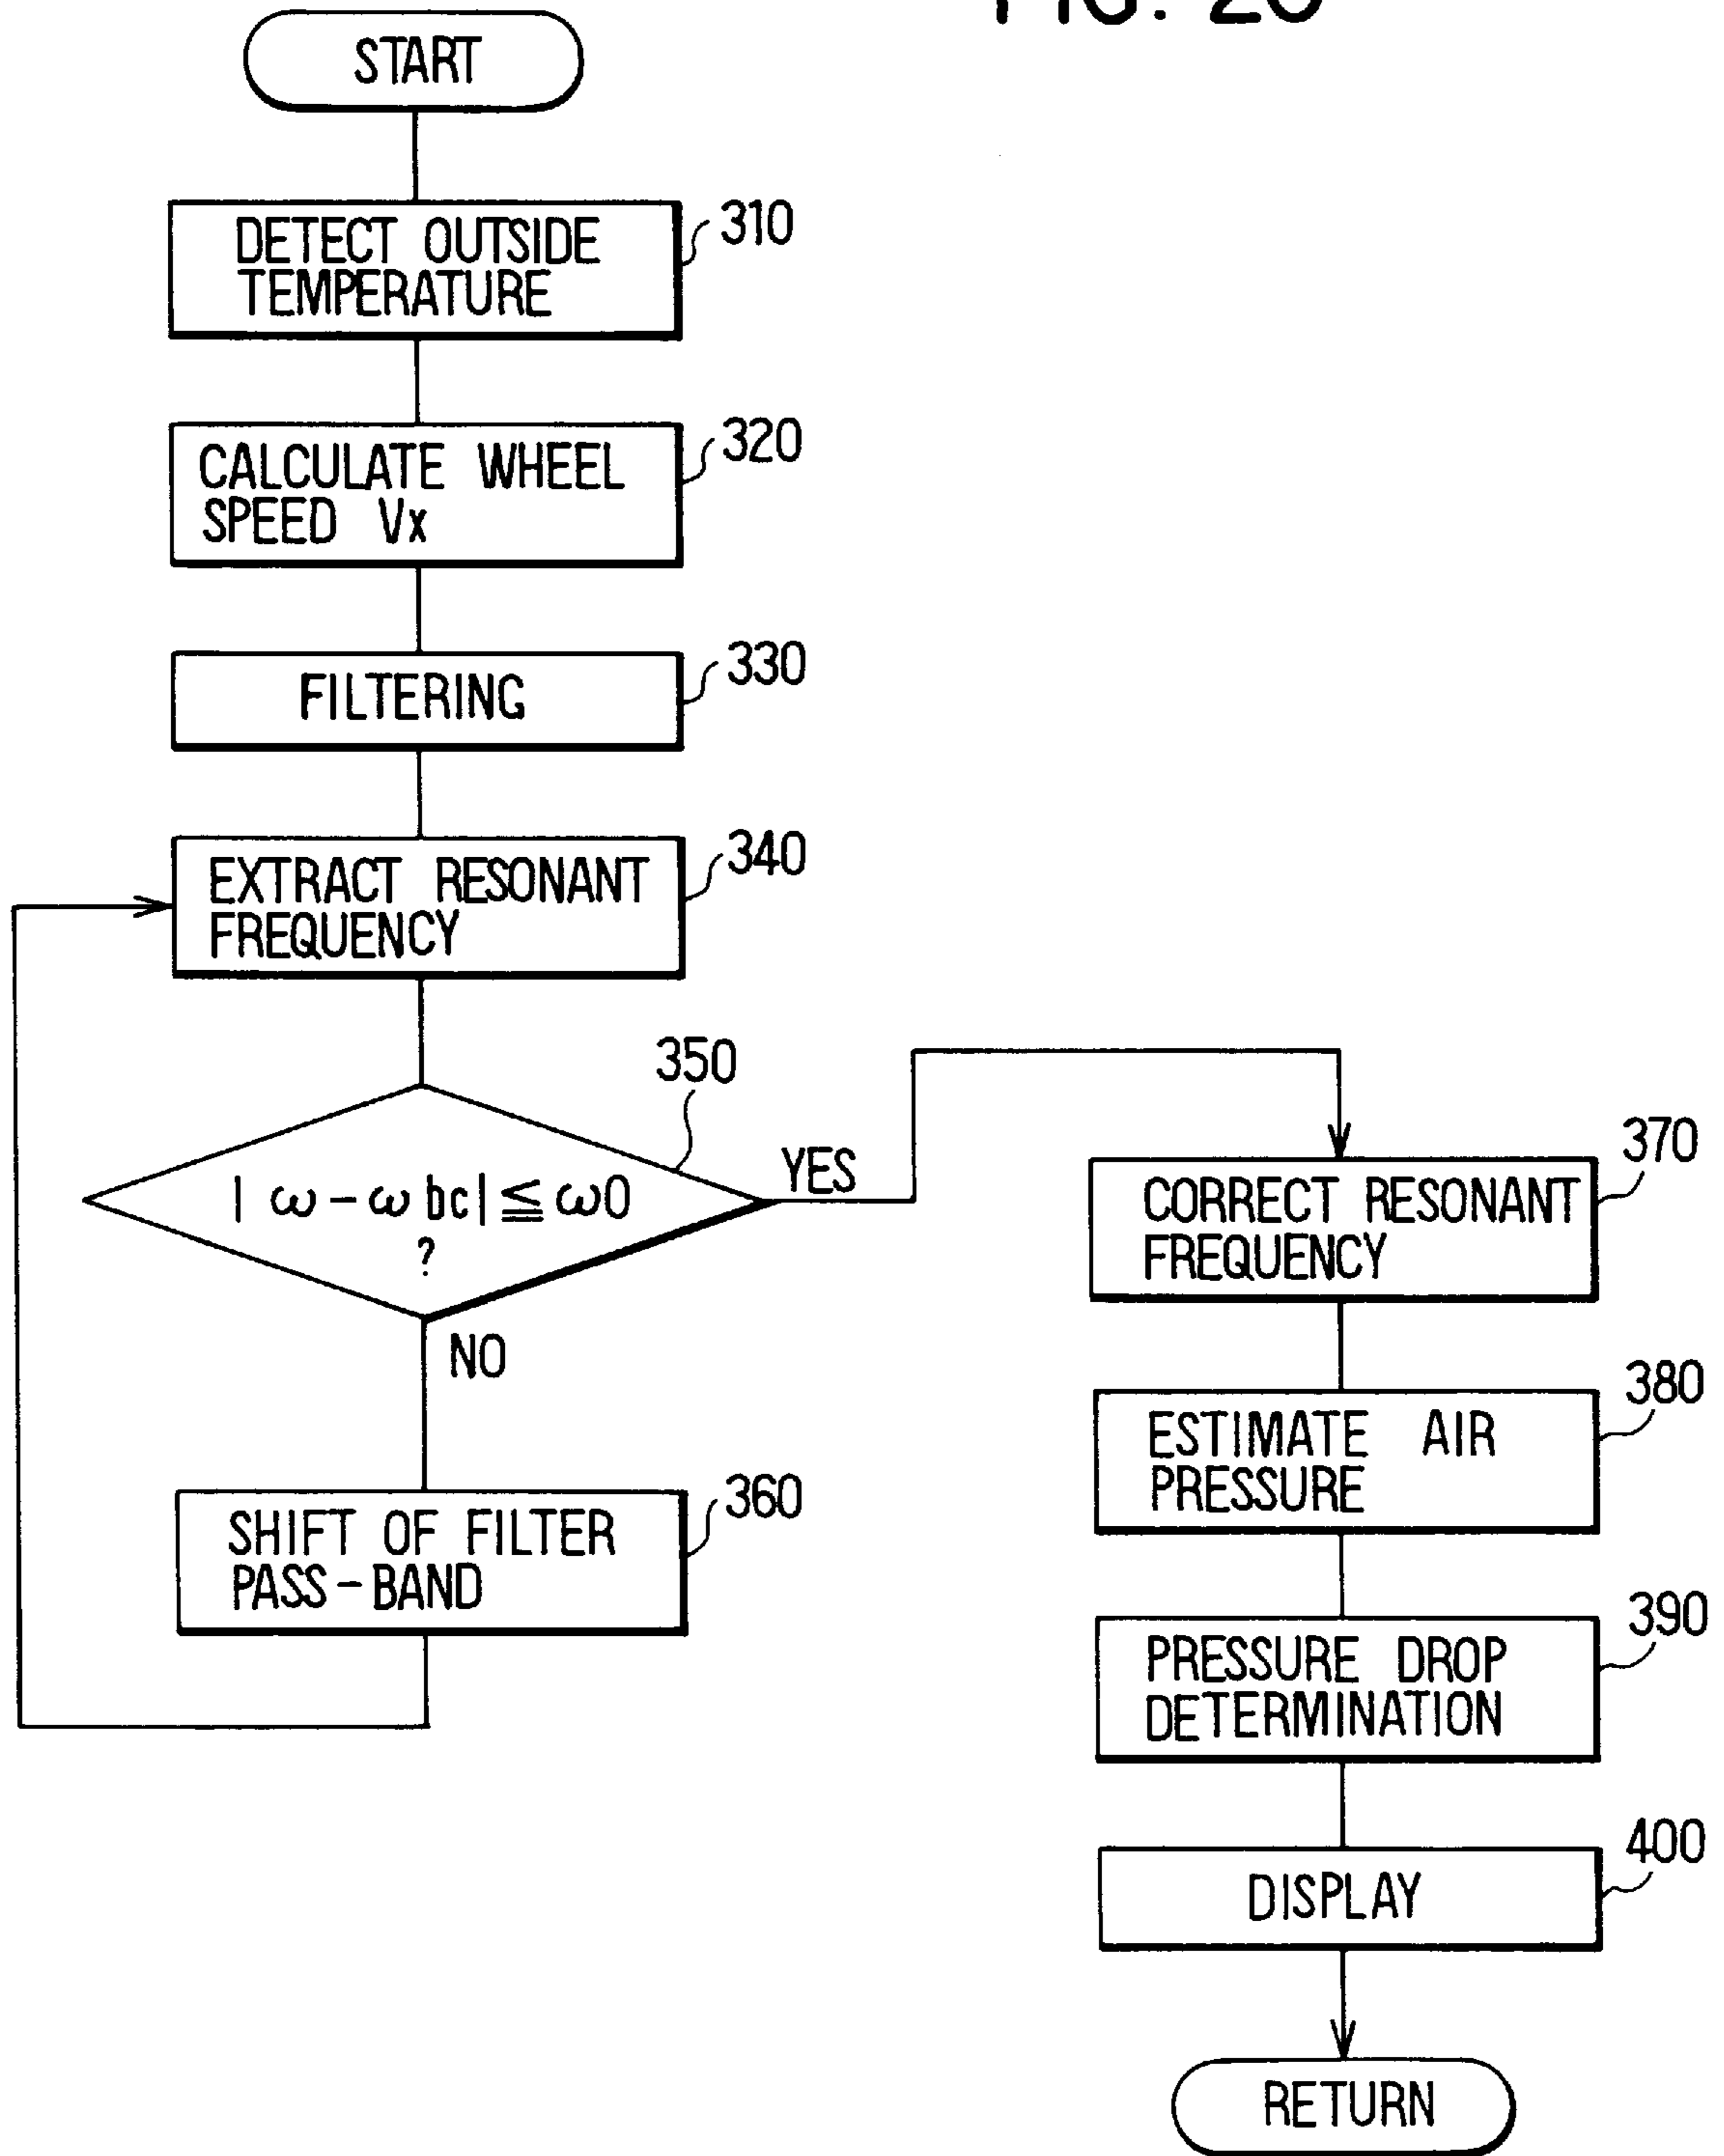 START
DETECT OUTSIDE
TEMPERATURE
310
CALCULATE WHEEL
SPEED Vx
320
FILTERING
330
EXTRACT RESONANT
FREQUENCY
340
350
| ω - ω bc| ≦ ω0
?
YES
NO
SHIFT OF FILTER
PASS-BAND
360
CORRECT RESONANT
FREQUENCY
370
ESTIMATE AIR
PRESSURE
380
PRESSURE DROP
DETERMINATION
390
DISPLAY
400
RETURN